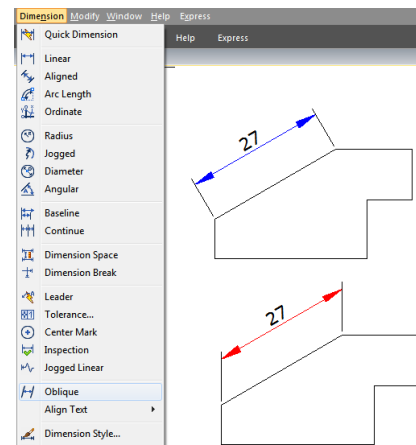 Dimension Modify Window Help Express
Help Express
Quick Dimension
Linear
Aligned
Arc Length
Ordinate
Radius
Jogged
Diameter
Angular
Baseline
Continue
Dimension Space
Dimension Break
Leader
Tolerance...
Center Mark
Inspection
Jogged Linear
Oblique
Align Text
Dimension Style...
27
27